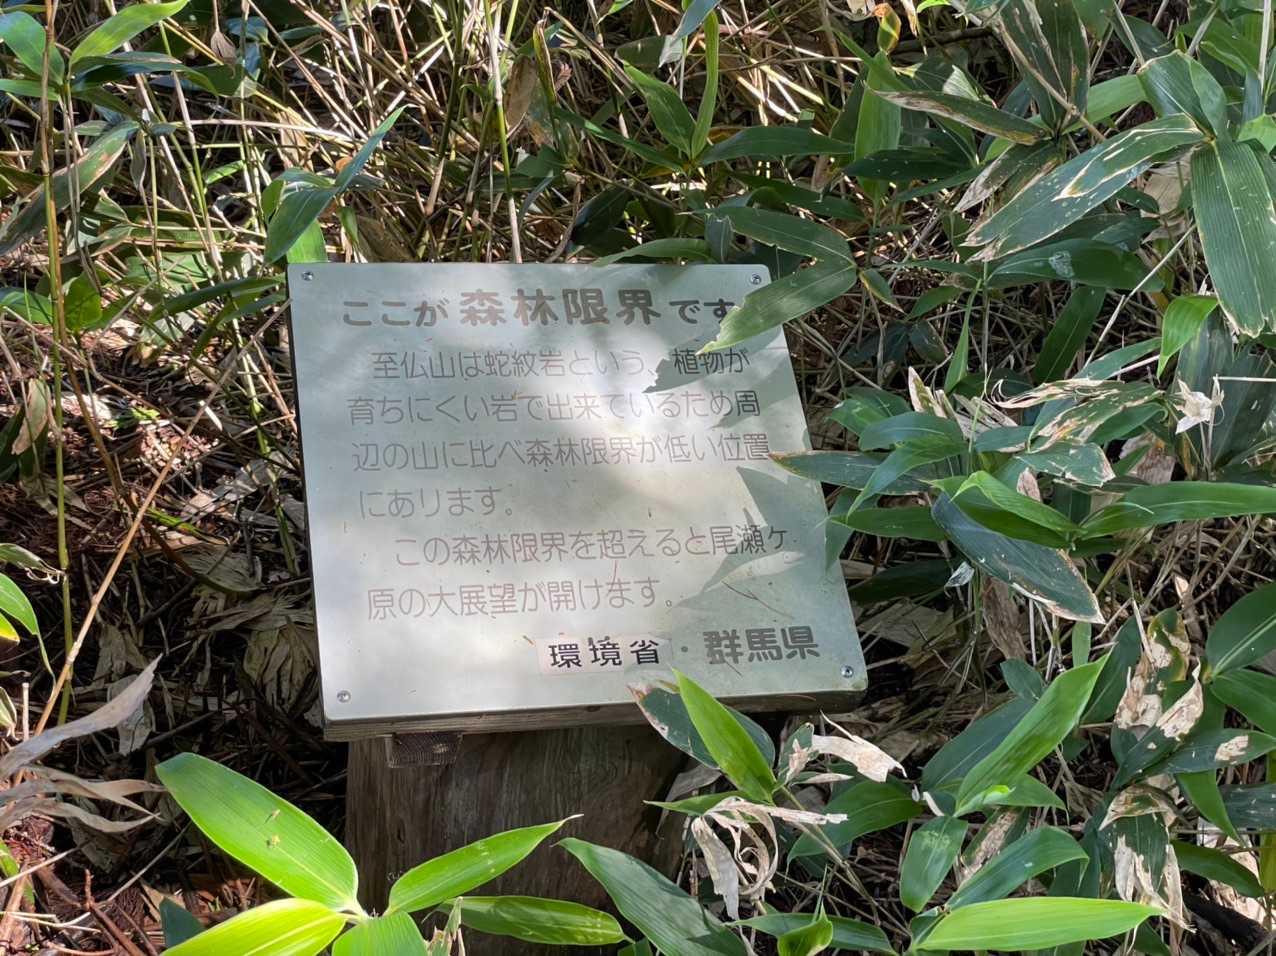 ここが森林限界です
至仏山は蛇紋岩という、植物が
育ちにくい岩で出来ているため周
辺の山に比べ森林限界が低い位置
にあります。
この森林限界を超えると尾瀬ヶ
原の大展望が開けます。
環境省・群馬県